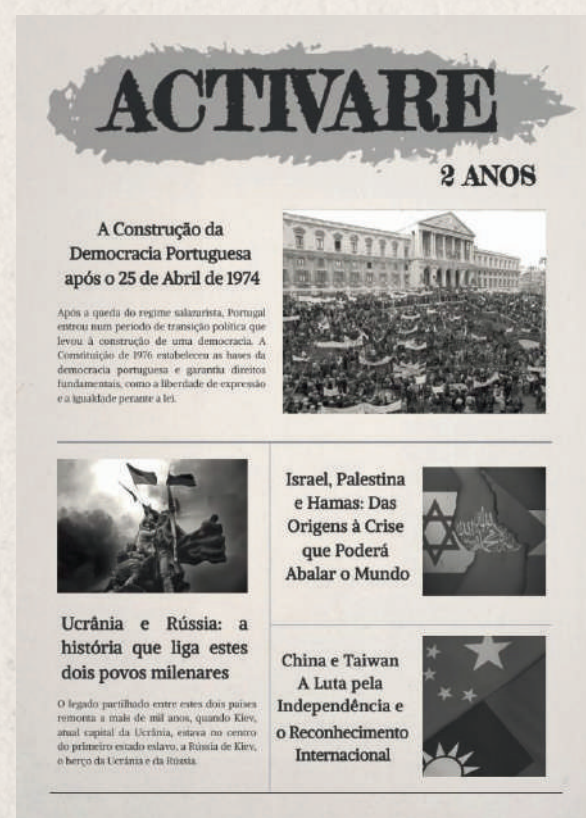 ACTIVARE
2 ANOS
A Construção da
Democracia Portuguesa
após o 25 de Abril de 1974
Após a queda do regime salazarista, Portugal
entrou num período de transição política que
levou à construção de uma democracia. A
Constituição de 1976 estabeleceu as bases da
democracia portuguesa e garantiu direitos
fundamentais, como a liberdade de expressão
e a igualdade perante a lei.
Ucrânia e Rússia: a
história que liga estes
dois povos milenares
O legado partilhado entre estes dois países
remonta a mais de mil anos, quando Kiev,
atual capital da Ucrânia, estava no centro
do primeiro estado eslavo, a Rússia de Kiev,
o berço da Ucrânia e da Rússia.
Israel, Palestina
e Hamas: Das
Origens à Crise
que Poderá
Abalar o Mundo
China e Taiwan
A Luta pela
Independência e
o Reconhecimento
Internacional